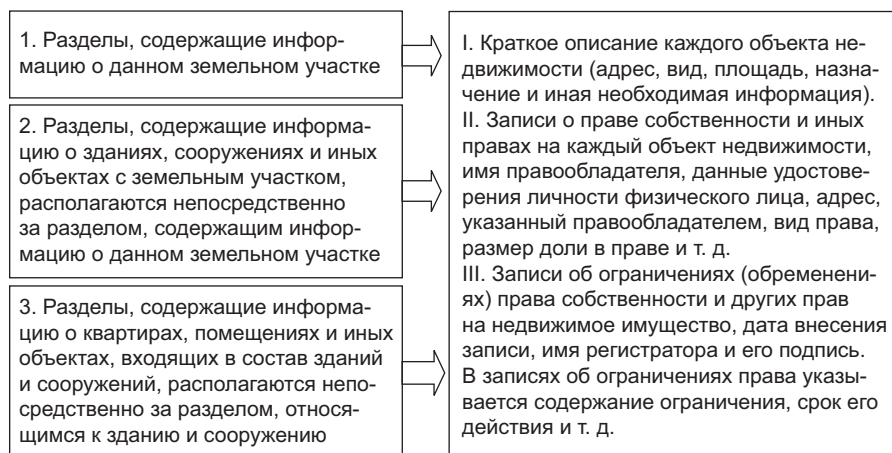 1. Разделы, содержащие инфор-
мацию о данном земельном участке
2. Разделы, содержащие информа-
цию о зданиях, сооружениях и иных
объектах с земельным участком,
располагаются непосредственно
за разделом, содержащим инфор-
мацию о данном земельном участке
3. Разделы, содержащие информа-
цию о квартирах, помещениях и иных
объектах, входящих в состав зданий
и сооружений, располагаются непо-
средственно за разделом, относя-
щимся к зданию и сооружению
I. Краткое описание каждого объекта не-
движимости (адрес, вид, площадь, назна-
чение и иная необходимая информация).
II. Записи о праве собственности и иных
правах на каждый объект недвижимости,
имя правообладателя, данные удостове-
рения личности физического лица, адрес,
указанный правообладателем, вид права,
размер доли в праве и т. д.
III. Записи об ограничениях (обременени-
ях) права собственности и других прав
на недвижимое имущество, дата внесения
записи, имя регистратора и его подпись.
В записях об ограничениях права указы-
вается содержание ограничения, срок его
действия и т. д.